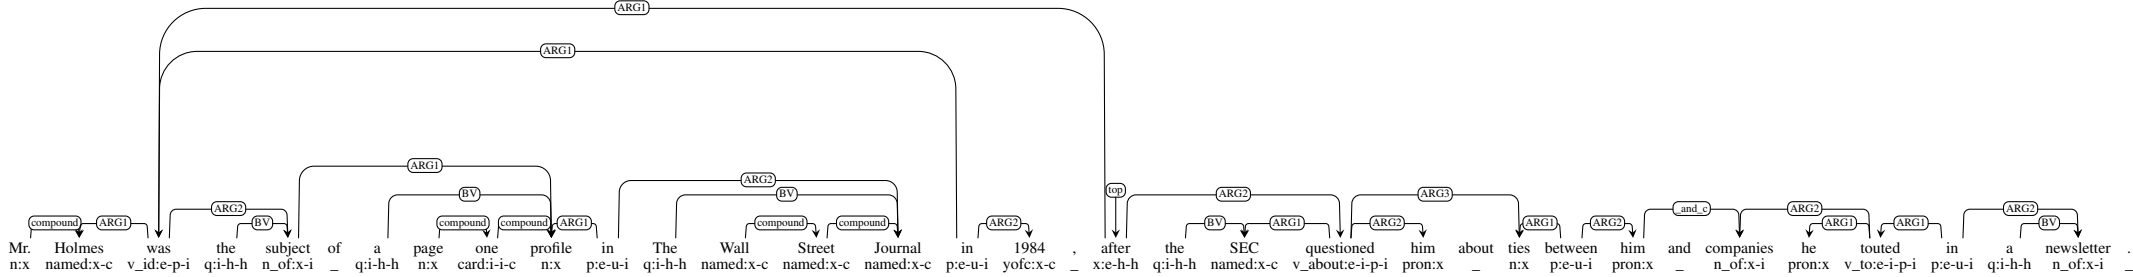 ARG1
ARG1
ARG1
top
ARG2
BV
BV
ARG2
ARG3
ARG2
_and_c
ARG2
ARG2
compound ARG1 BV compound compound ARG1 compound compound ARG2 BV ARG1 ARG2 ARG1 ARG2 ARG1 ARG1 BV
Mr. Holmes was the subject of a page one profile in The Wall Street Journal in 1984 , after the SEC questioned him about ties between him and companies he touted in a newsletter .
n:x named:x-c v_id:e-p-i q:i-h-h n_of:x-i _ q:i-h-h n:x card:i-i-c n:x p:e-u-i q:i-h-h named:x-c named:x-c named:x-c p:e-u-i yofc:x-c _ x:e-h-h q:i-h-h named:x-c v_about:e-i-p-i pron:x _ n:x p:e-u-i pron:x _ n_of:x-i pron:x v_to:e-i-p-i p:e-u-i q:i-h-h n_of:x-i _